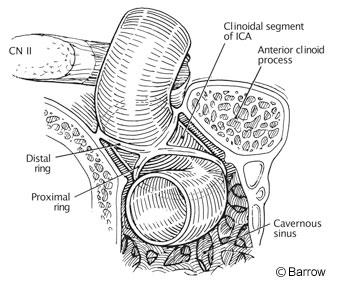 CN II
Clinoidal segment
of ICA
Anterior clinoid
process
Distal
ring
Proximal
ring
Cavernous
sinus
© Barrow